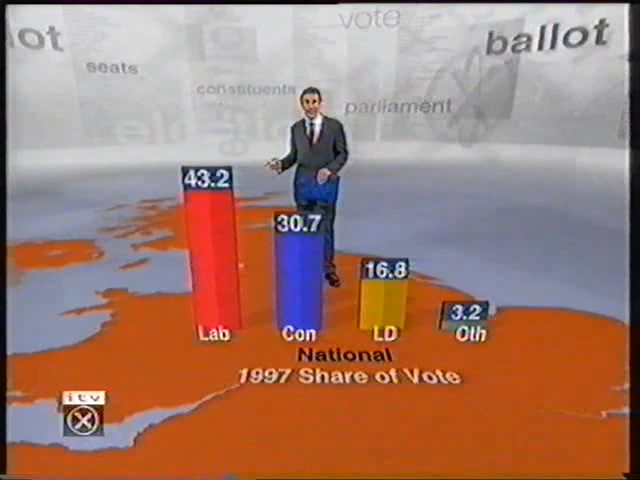 lot
vote
ballot
seats
constituents
parliament
43.2
30.7
16.8
3.2
Lab
Con
LD
Oth
National
1997 Share of Vote
itv